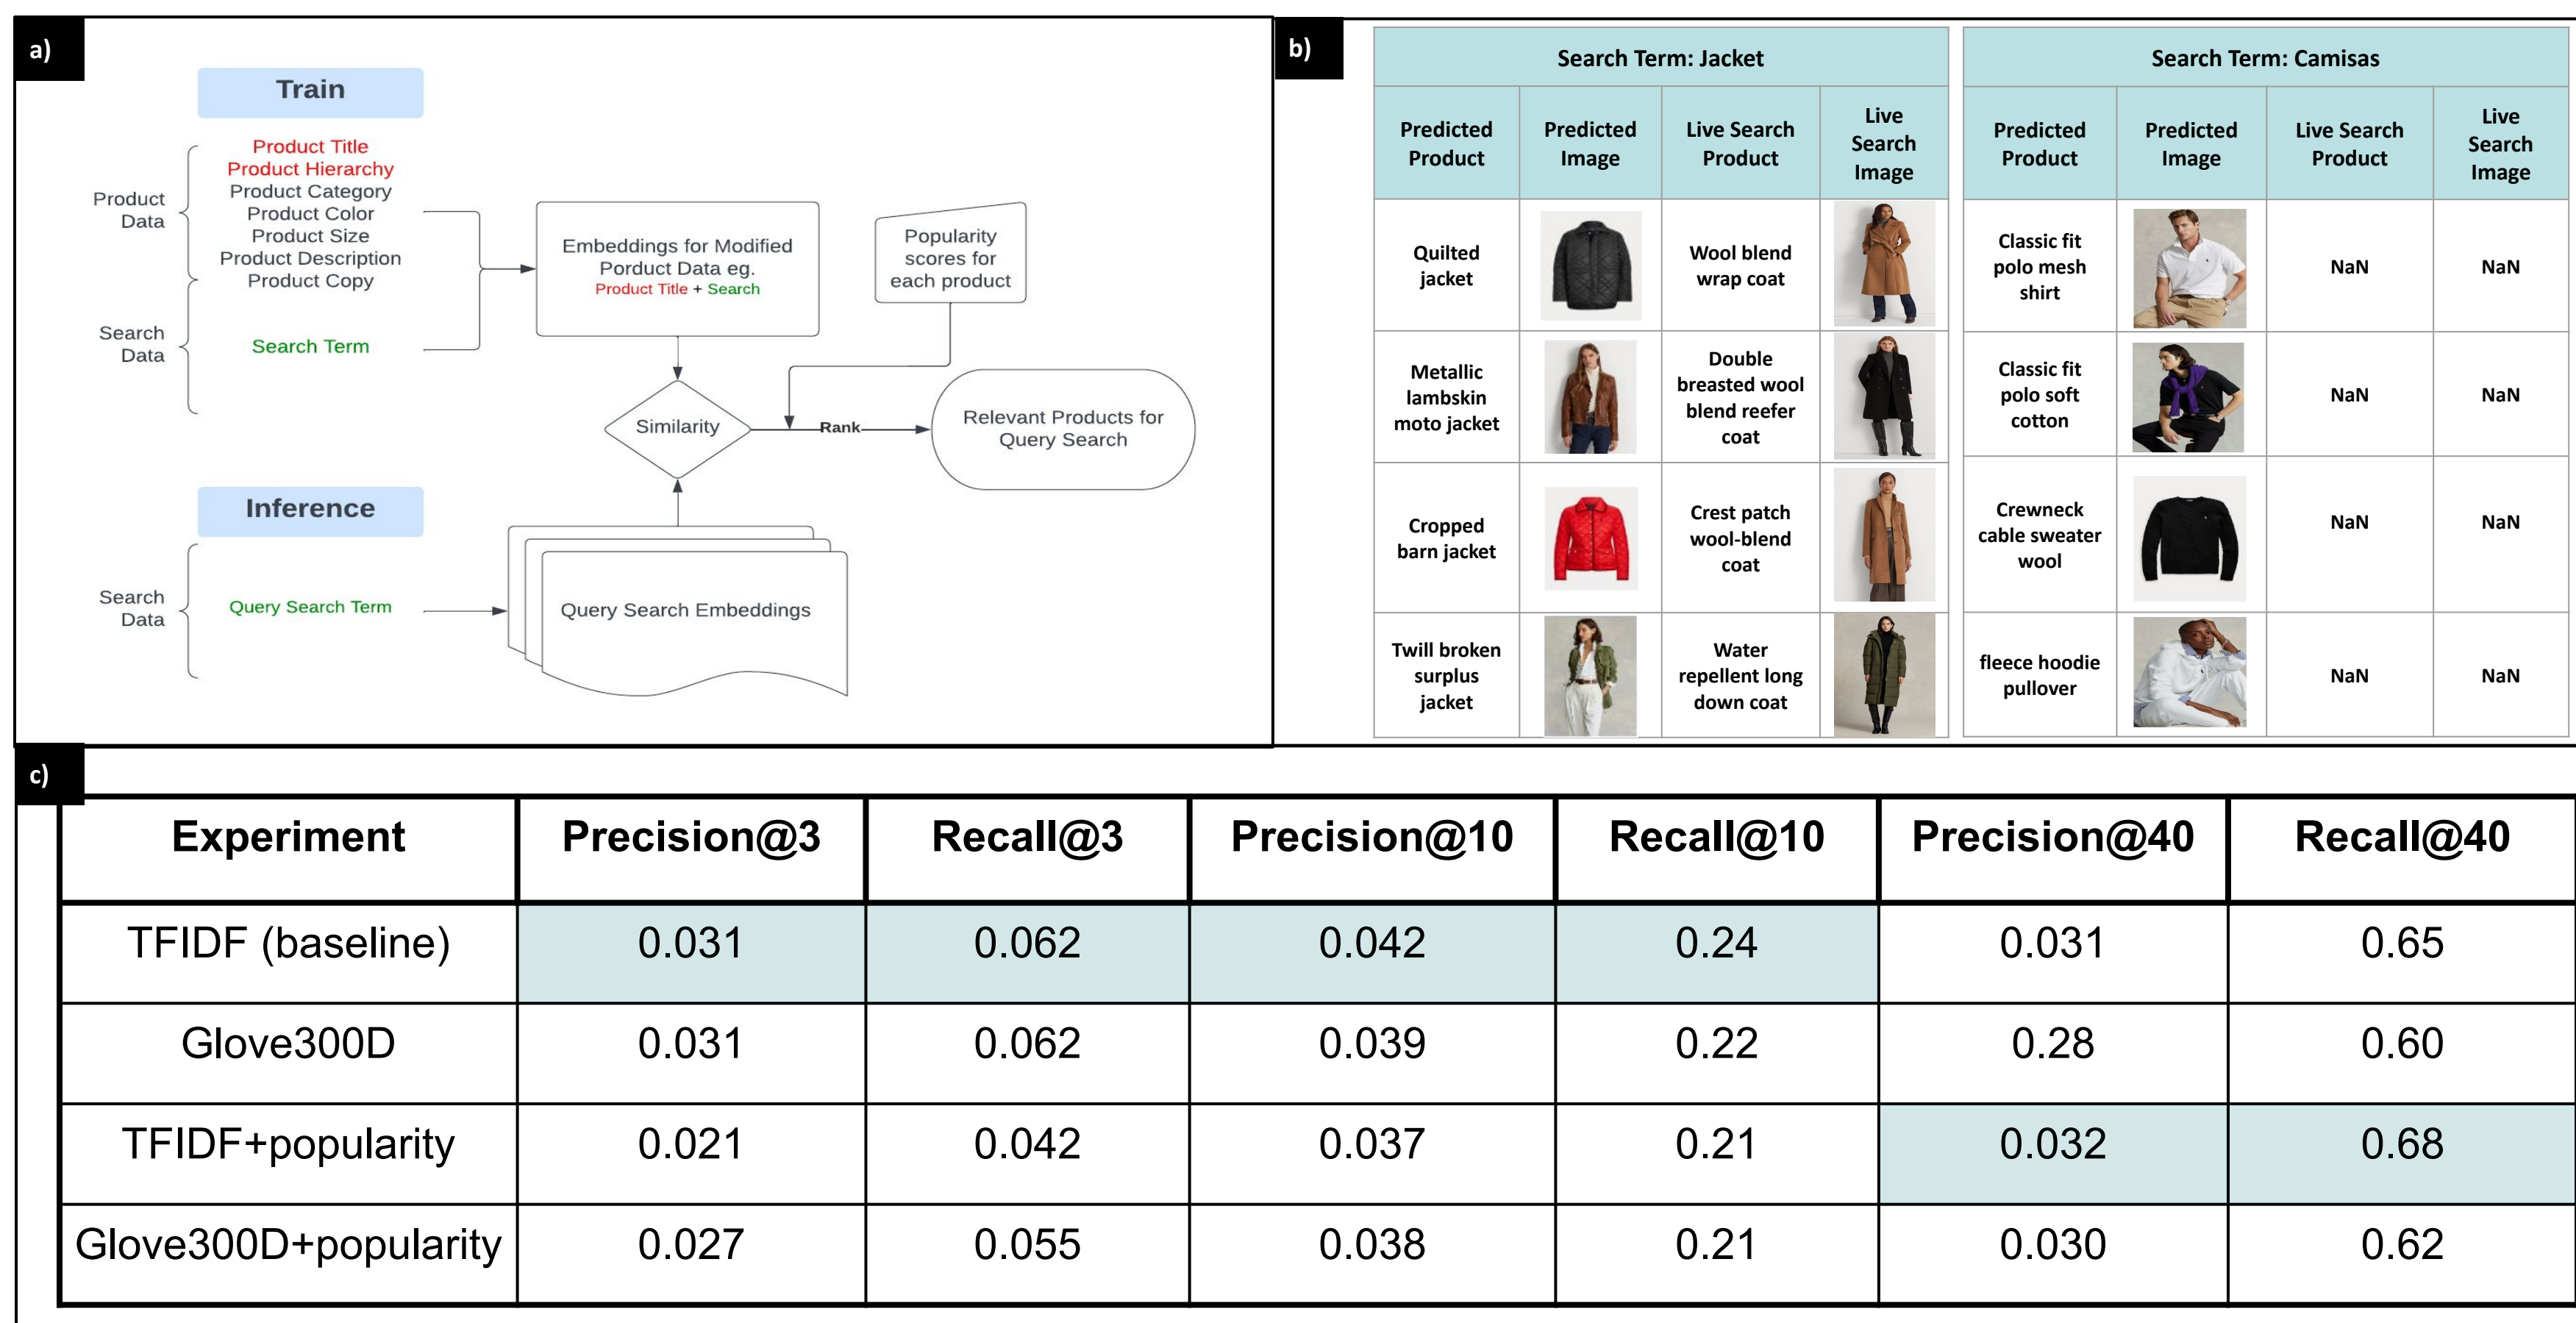 a)
Train
Product Data
Product Title
Product Hierarchy
Product Category
Product Color
Product Size
Product Description
Product Copy
Search Data
Search Term
Embeddings for Modified
Porduct Data eg.
Product Title + Search
Popularity
scores for
each product
Similarity
Rank
Relevant Products for
Query Search
Inference
Search Data
Query Search Term
Query Search Embeddings
b)
Search Term: Jacket
Predicted Product
Predicted Image
Live Search Product
Live Search Image
Quilted jacket
Wool blend wrap coat
Metallic lambskin moto jacket
Double breasted wool blend reefer coat
Cropped barn jacket
Crest patch wool-blend coat
Twill broken surplus jacket
Water repellent long down coat
Search Term: Camisas
Predicted Product
Predicted Image
Live Search Product
Live Search Image
Classic fit polo mesh shirt
NaN
NaN
Classic fit polo soft cotton
NaN
NaN
Crewneck cable sweater wool
NaN
NaN
fleece hoodie pullover
NaN
NaN
c)
Experiment Precision@3 Recall@3 Precision@10 Recall@10 Precision@40 Recall@40
TFIDF (baseline) 0.031 0.062 0.042 0.24 0.031 0.65
Glove300D 0.031 0.062 0.039 0.22 0.28 0.60
TFIDF+popularity 0.021 0.042 0.037 0.21 0.032 0.68
Glove300D+popularity 0.027 0.055 0.038 0.21 0.030 0.62